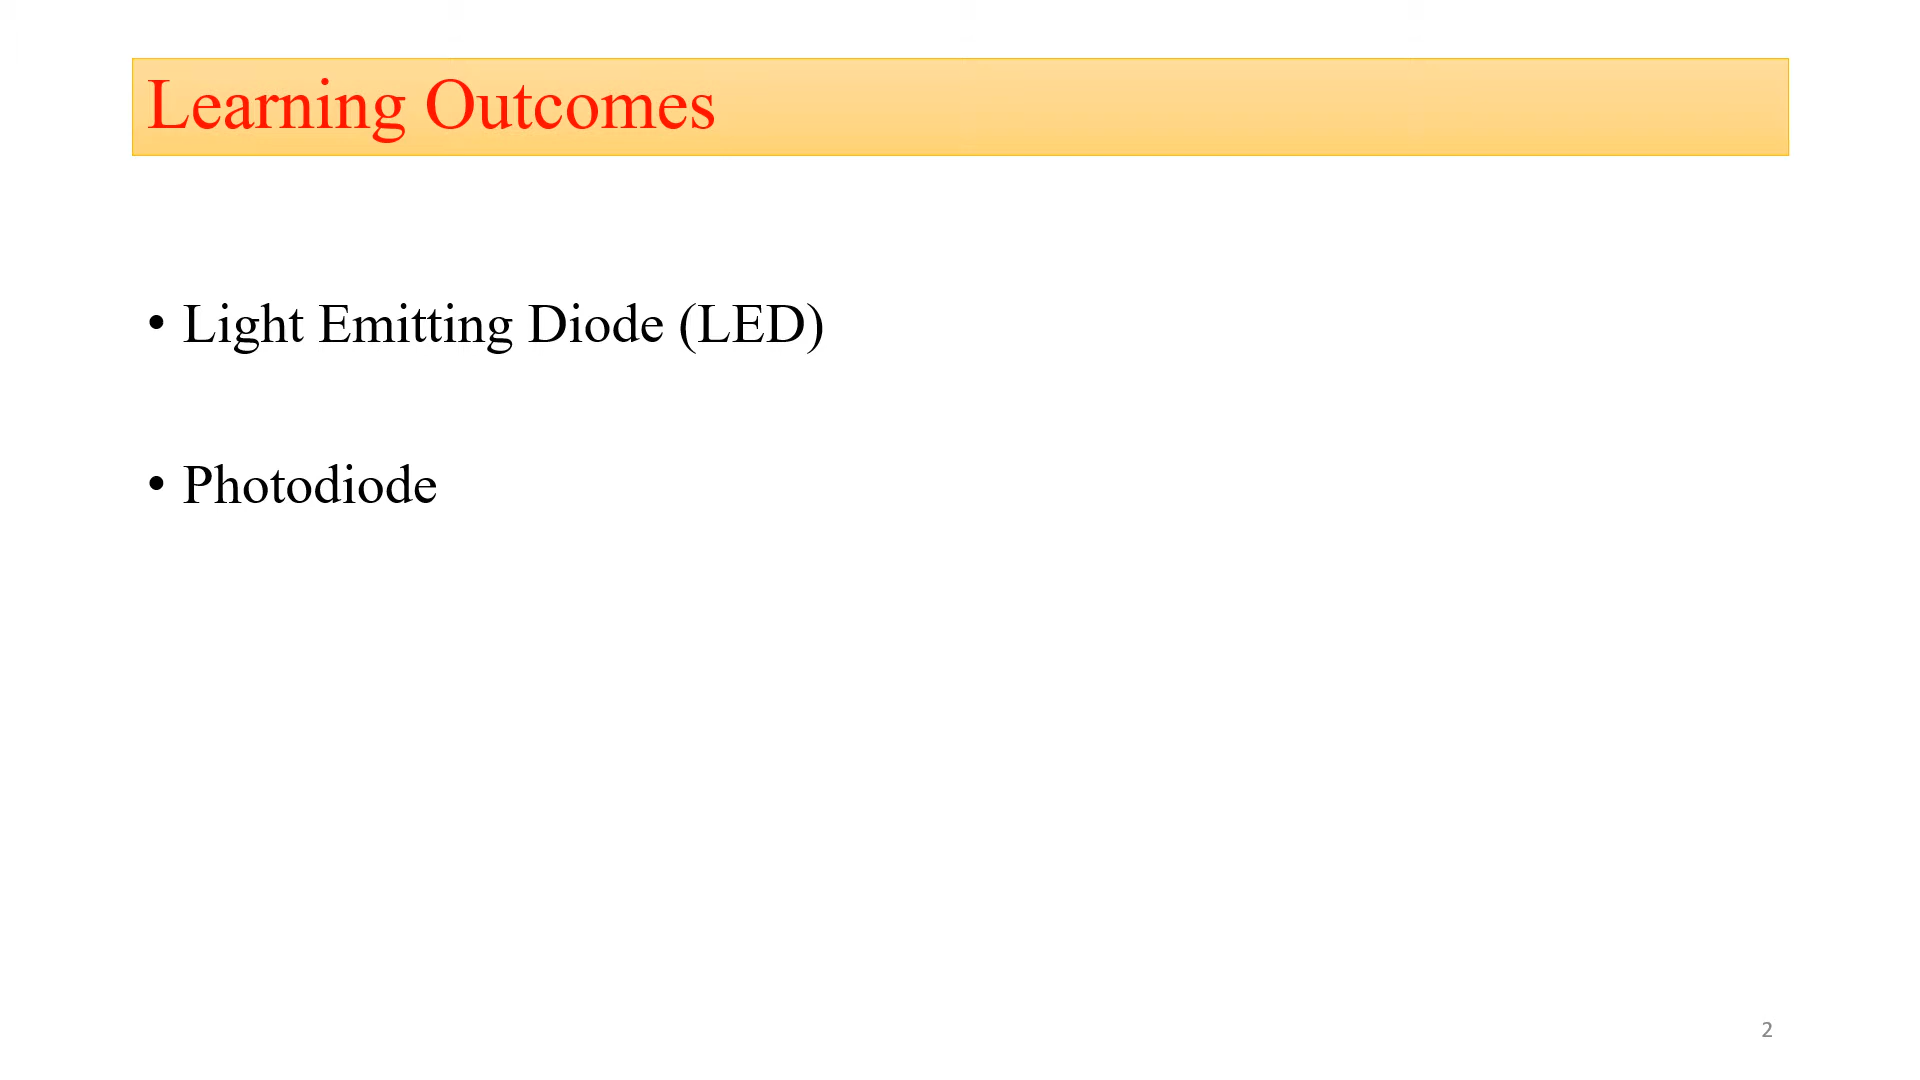 Learning Outcomes
• Light Emitting Diode (LED)
• Photodiode
2